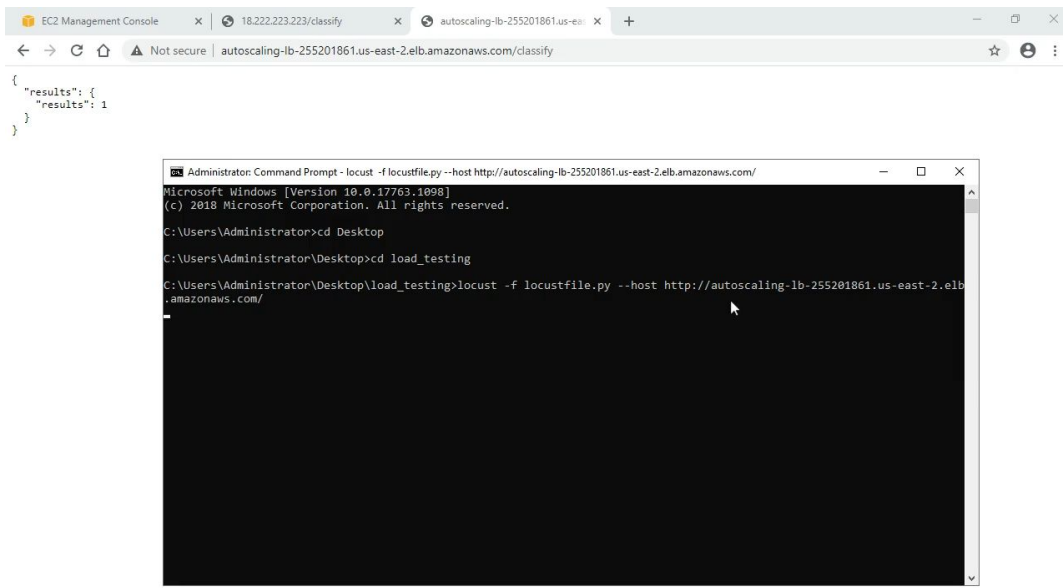 EC2 Management Console
18.222.223.223/classify
autoscaling-lb-255201861.us-eas
Not secure | autoscaling-lb-255201861.us-east-2.elb.amazonaws.com/classify
{
"results": {
"results": 1
}
}
Administrator: Command Prompt - locust -f locustfile.py --host http://autoscaling-lb-255201861.us-east-2.elb.amazonaws.com/
Microsoft Windows [Version 10.0.17763.1098]
(c) 2018 Microsoft Corporation. All rights reserved.
C:\Users\Administrator>cd Desktop
C:\Users\Administrator\Desktop>cd load_testing
C:\Users\Administrator\Desktop\load_testing>locust -f locustfile.py --host http://autoscaling-lb-255201861.us-east-2.elb
.amazonaws.com/